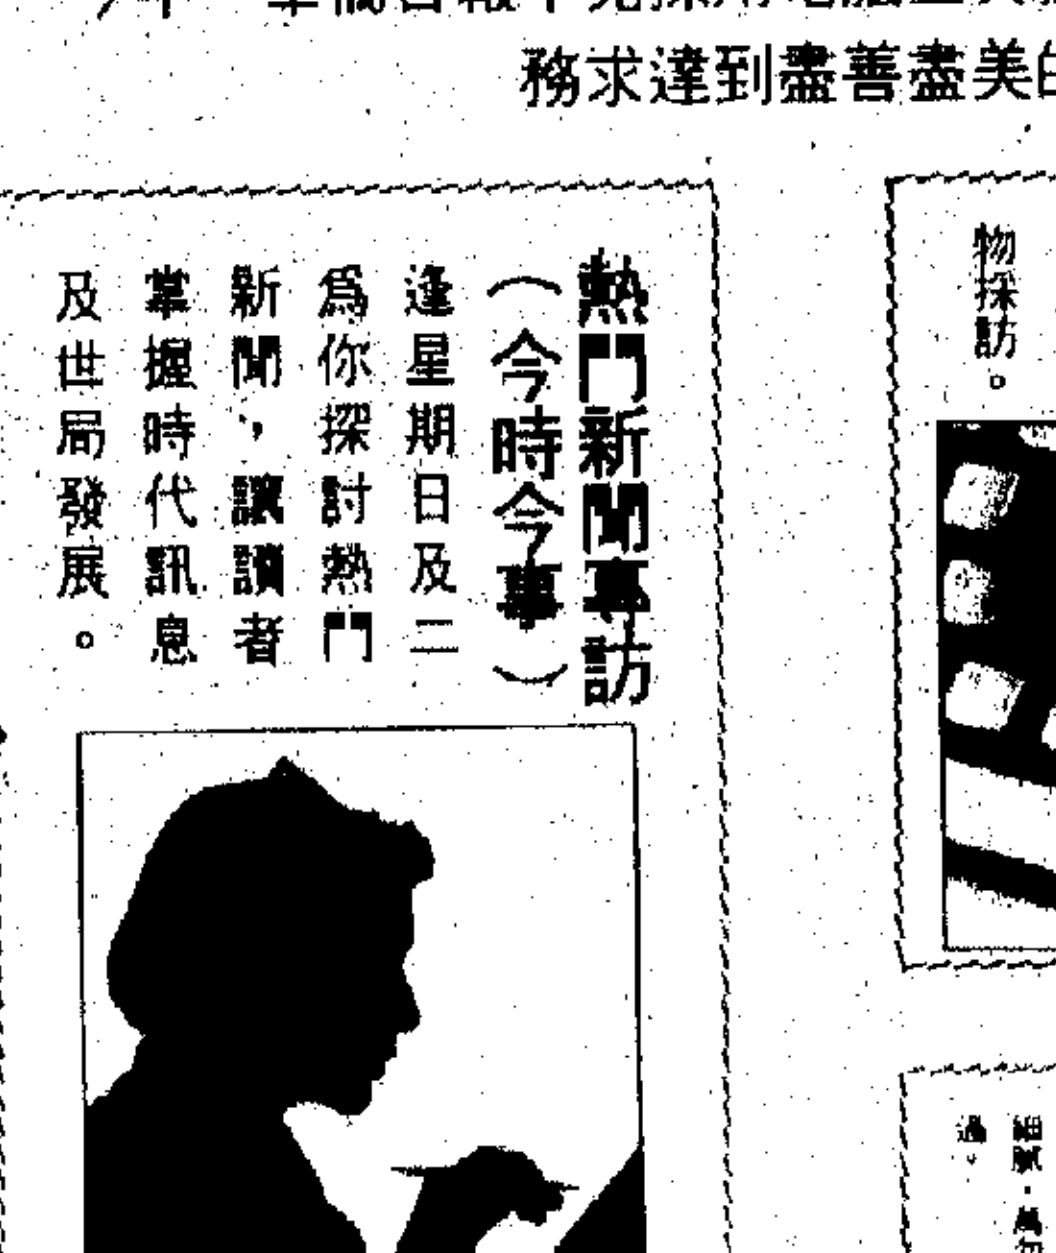 務求達到盡善盡美
物採訪。
熱門新聞專訪
（今時今事）
逢星期日及二
為你探討熱門
新聞，讓讀者
掌握時代訊息
及世局發展。